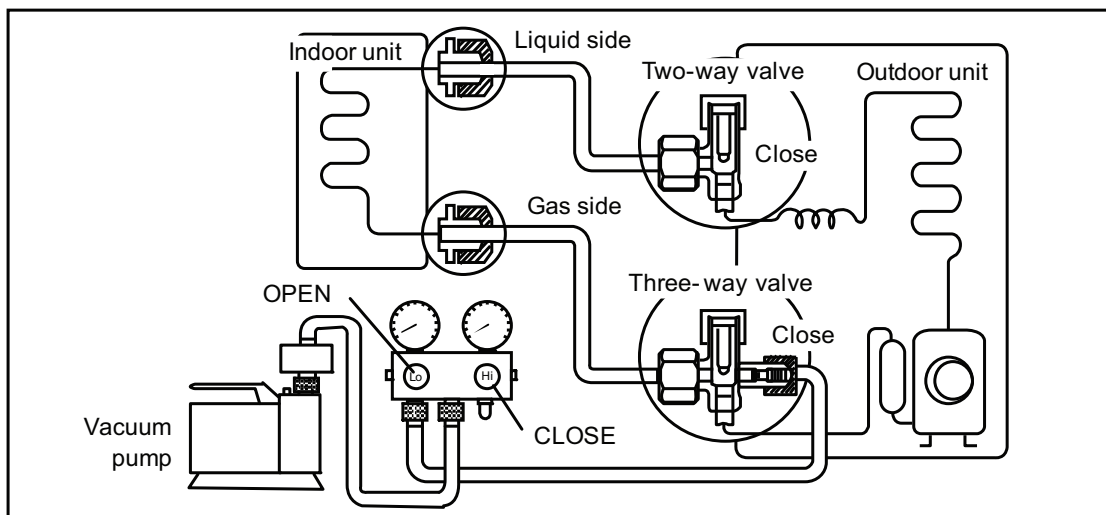 Indoor unit
Liquid side
Two-way valve
Outdoor unit
Close
Gas side
Three-way valve
OPEN
Close
Lo
Hi
CLOSE
Vacuum
pump